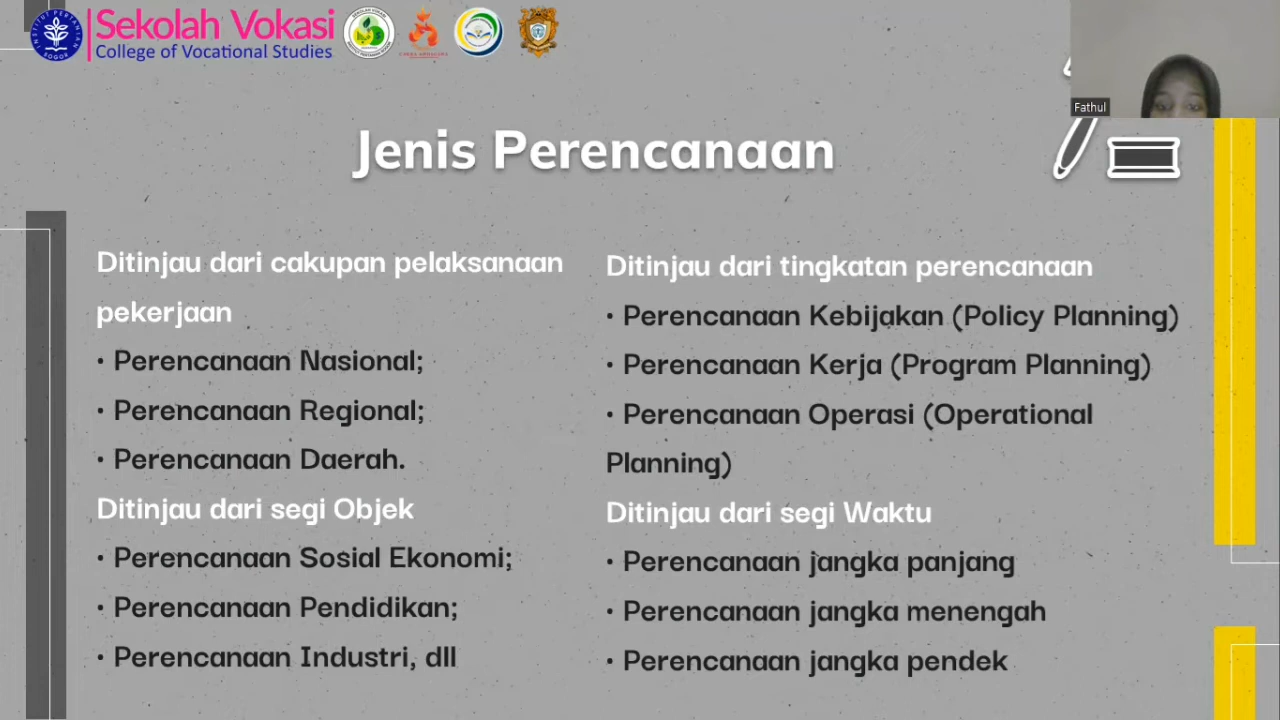 Sekolah Vokasi
College of Vocational Studies
INSTITUT PERTANIAN
BOGOR
Fathul
Jenis Perencanaan
Ditinjau dari cakupan pelaksanaan
pekerjaan
• Perencanaan Nasional;
• Perencanaan Regional;
• Perencanaan Daerah.
Ditinjau dari segi Objek
• Perencanaan Sosial Ekonomi;
• Perencanaan Pendidikan;
• Perencanaan Industri, dll
Ditinjau dari tingkatan perencanaan
• Perencanaan Kebijakan (Policy Planning)
• Perencanaan Kerja (Program Planning)
• Perencanaan Operasi (Operational
Planning)
Ditinjau dari segi Waktu
• Perencanaan jangka panjang
• Perencanaan jangka menengah
• Perencanaan jangka pendek